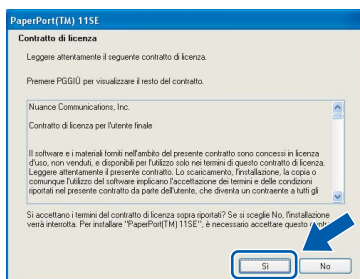 PaperPort(TM) 11SE
Contratto di licenza
Leggere attentamente il seguente contratto di licenza.
Premere PGGIÙ per visualizzare il resto del contratto.
Nuance Communications, Inc.
Contratto di licenza per l'utente finale
Il software e i materiali forniti nell'ambito del presente contratto sono concessi in licenza
d'uso, non venduti, e disponibili per l'utilizzo solo nei termini di questo contratto di licenza.
Leggere attentamente il presente contratto. Lo scaricamento, l'installazione, la copia o
comunque l'utilizzo del software implicano l'accettazione dei termini e delle condizioni
riportati nel presente contratto da parte dell'utente, che diventa un contraente a tutti gli
Si accettano i termini del contratto di licenza sopra riportati? Se si sceglie No, l'installazione
verrà interrotta. Per installare "PaperPort(TM) 11SE", è necessario accettare questo
Sì
No